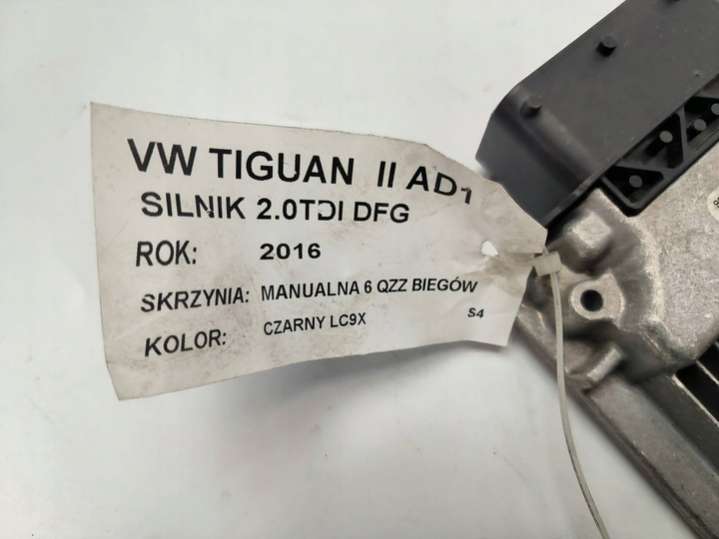 VW TIGUAN II AD1
SILNIK 2.0TDI DFG
ROK: 2016
SKRZYNIA: MANUALNA 6 QZZ BIEGÓW
KOLOR: CZARNY LC9X S4